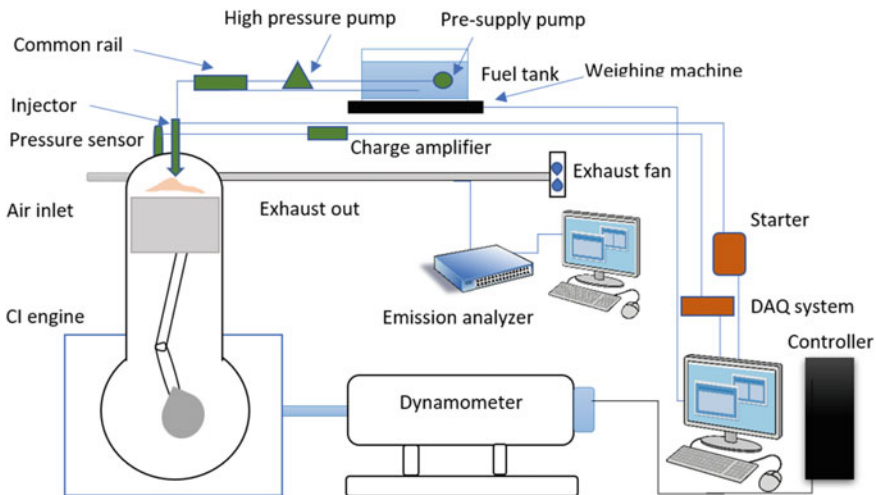 High pressure pump
Pre-supply pump
Common rail
Fuel tank
Weighing machine
Injector
Pressure sensor
Charge amplifier
Exhaust fan
Air inlet
Exhaust out
Starter
DAQ system
CI engine
Emission analyzer
Controller
Dynamometer